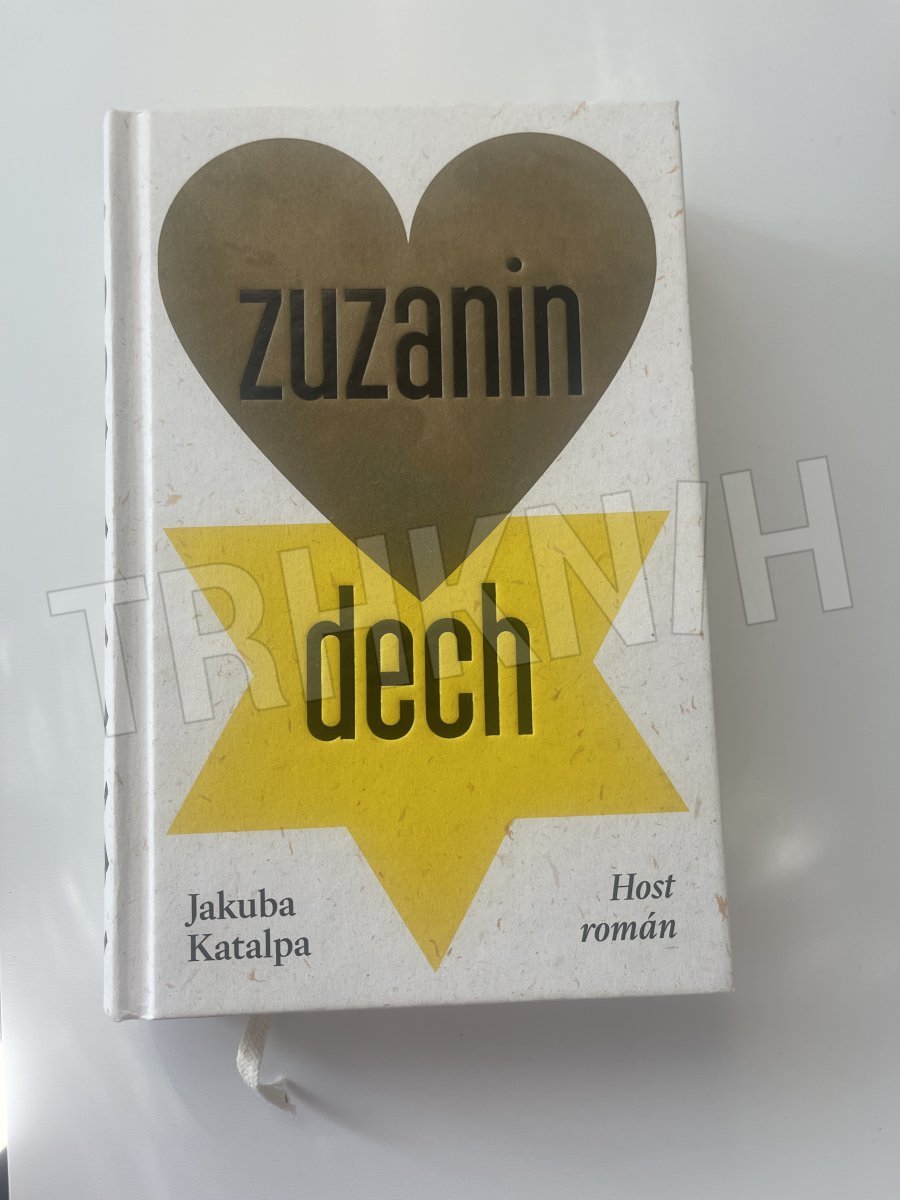 zuzanin
TRHKNIH
dech
Jakuba
Katalpa
Host
román